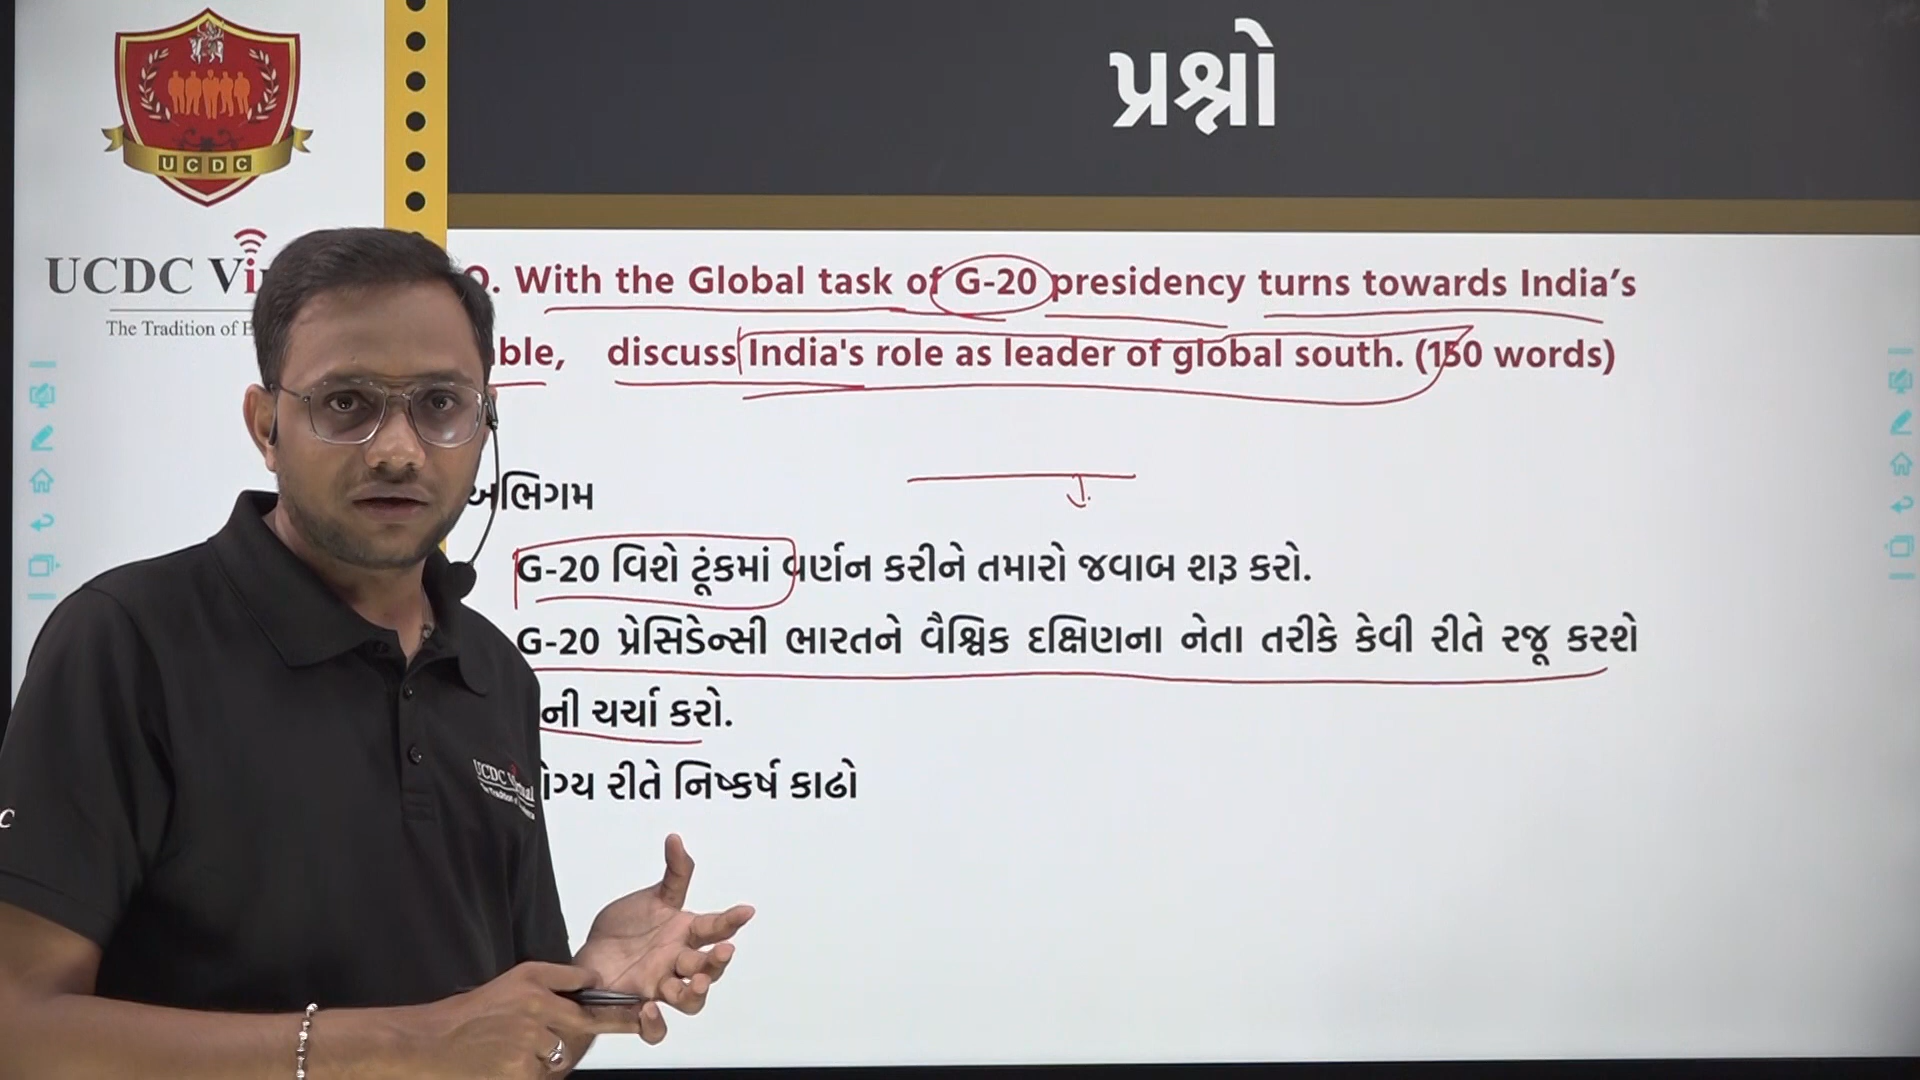 UCDC
UCDC
The Tradition of
પ્રશ્નો
Q. With the Global task of G-20 presidency turns towards India’s
discuss India's role as leader of global south. (150 words)
અભિગમ
G-20 વિશે ટૂંકમાં વર્ણન કરીને તમારો જવાબ શરૂ કરો.
G-20 પ્રેસિડેન્સી ભારતને વૈશ્વિક દક્ષિણના નેતા તરીકે કેવી રીતે રજૂ કરશે
ચર્ચા કરો.
રીતે નિષ્કર્ષ કાઢો
UCDC Virtual